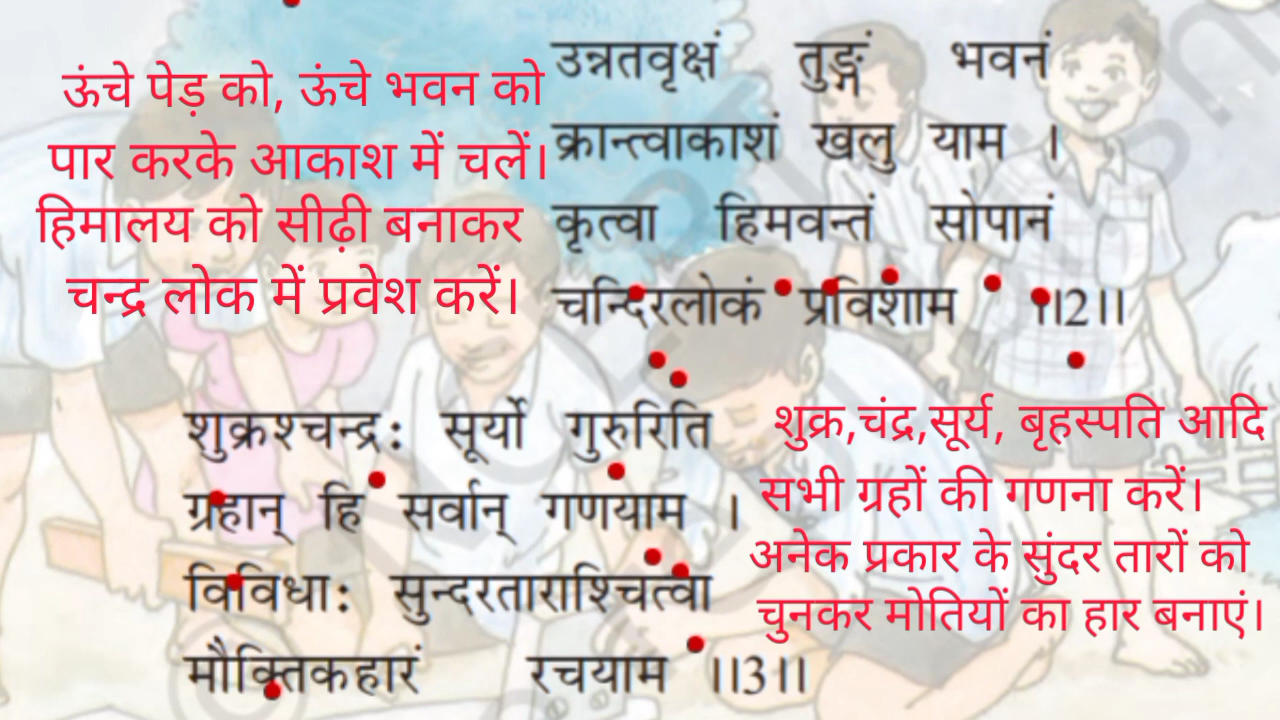 ऊंचे पेड़ को, ऊंचे भवन को
पार करके आकाश में चलें।
हिमालय को सीढ़ी बनाकर
चन्द्र लोक में प्रवेश करें।
उन्नतवृक्षं तुङ्गं भवनं
क्रान्त्वाकाशं खलु याम ।
कृत्वा हिमवन्तं सोपानं
चन्दिरलोकं प्रविशाम ।।2।।
शुक्रश्चन्द्रः सूर्यो गुरुरिति
ग्रहान् हि सर्वान् गणयाम ।
विविधाः सुन्दरताराश्चित्वा
मौक्तिकहारं रचयाम ।।3।।
शुक्र,चंद्र,सूर्य, बृहस्पति आदि
सभी ग्रहों की गणना करें।
अनेक प्रकार के सुंदर तारों को
चुनकर मोतियों का हार बनाएं।